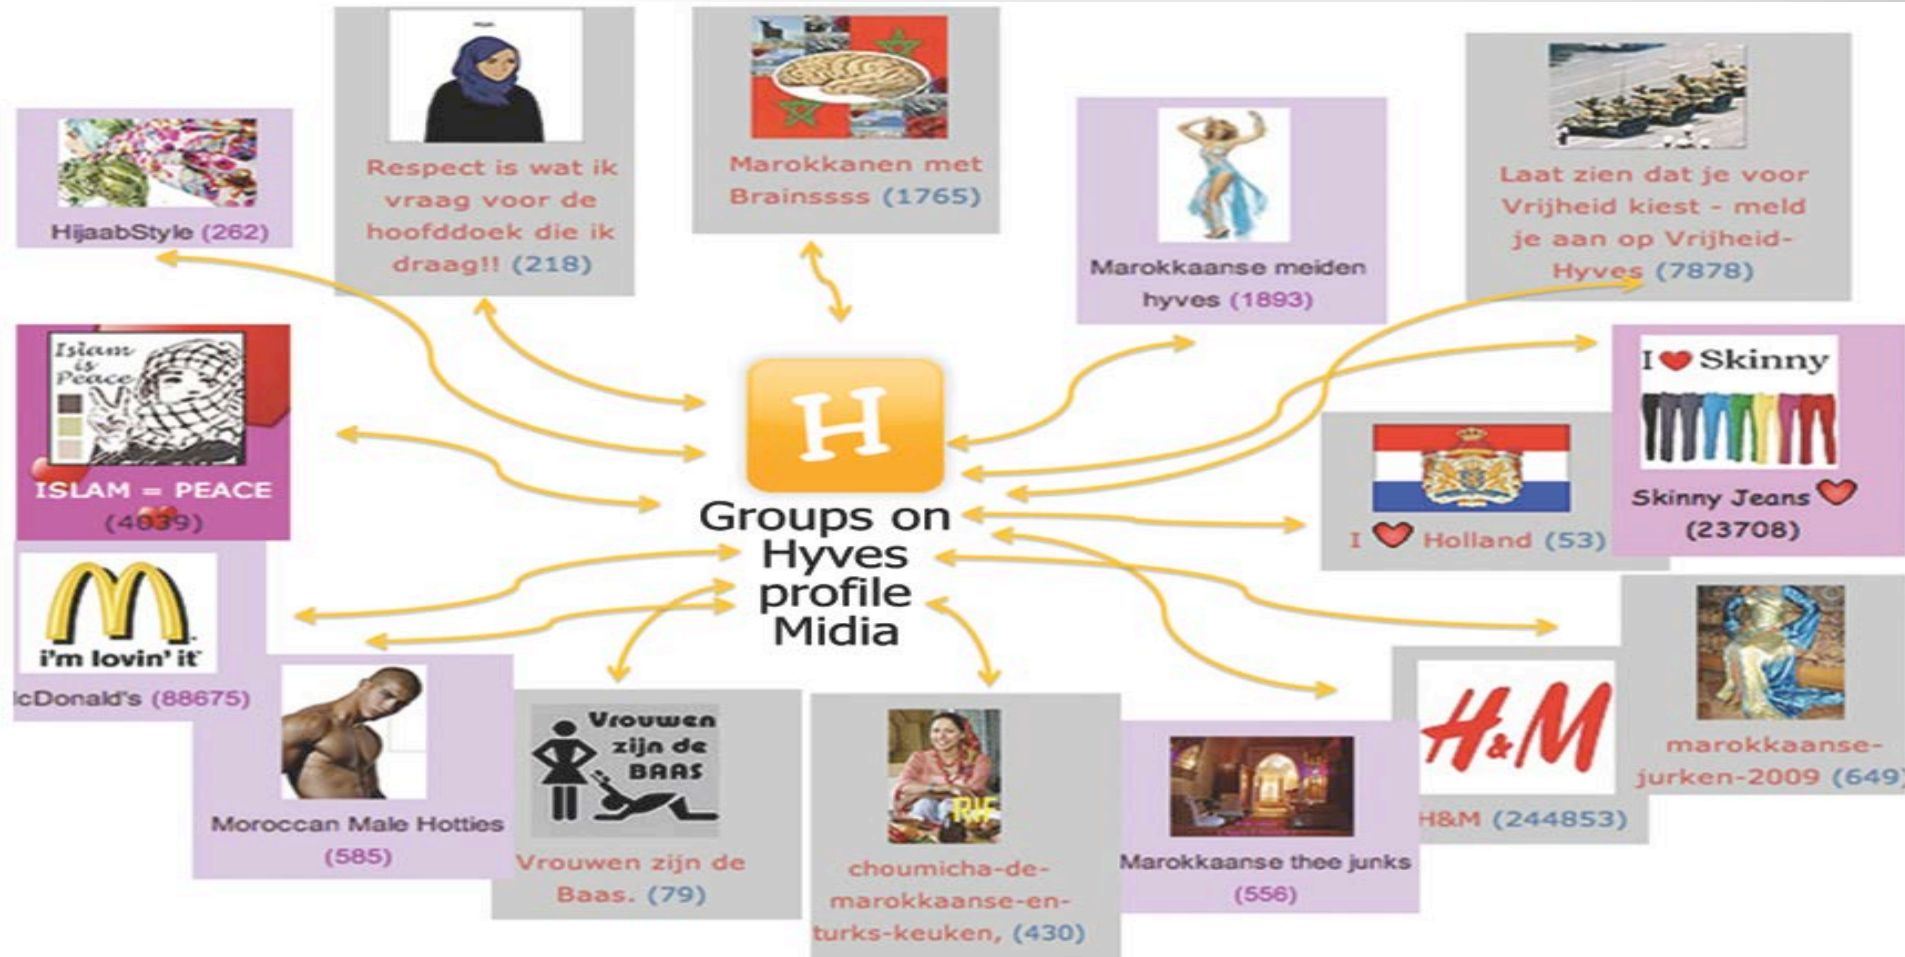 HijaabStyle (262)
Respect is wat ik
vraag voor de
hoofddoek die ik
draag!! (218)
Marokkanen met
Brainssss (1765)
Marokkaanse meiden
hyves (1893)
Laat zien dat je voor
Vrijheid kiest - meld
je aan op Vrijheid-
Hyves (7878)
Islam
is
Peace
ISLAM = PEACE
(4039)
H
Groups on
Hyves
profile
Midia
I ❤ Skinny
Skinny Jeans ❤
(23708)
I ❤ Holland (53)
i'm lovin' it
cDonald's (88675)
Moroccan Male Hotties
(585)
Vrouwen
zijn de
BAAS
Vrouwen zijn de
Baas. (79)
RIF
choumicha-de-
marokkaanse-en-
turks-keuken, (430)
Marokkaanse thee junks
(556)
H&M
H&M (244853)
marokkaanse-
jurken-2009 (649)